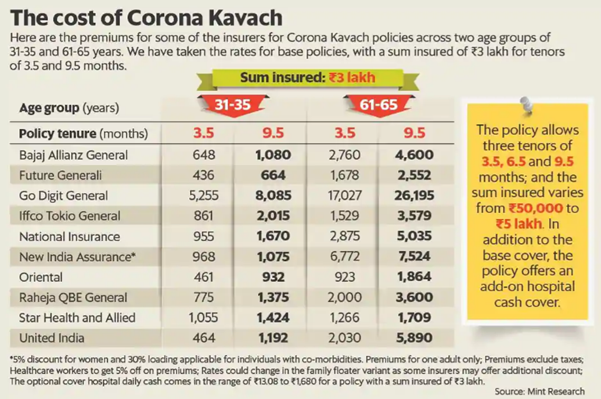 The cost of Corona Kavach
Here are the premiums for some of the insurers for Corona Kavach policies across two age groups of
31-35 and 61-65 years. We have taken the rates for base policies, with a sum insured of ₹3 lakh for tenors
of 3.5 and 9.5 months.
Sum insured: ₹3 lakh
Age group (years) 31-35 61-65
Policy tenure (months) 3.5 9.5 3.5 9.5
Bajaj Allianz General 648 1,080 2,760 4,600
Future Generali 436 664 1,678 2,552
Go Digit General 5,255 8,085 17,027 26,195
Iffco Tokio General 861 2,015 1,529 3,579
National Insurance 955 1,670 2,875 5,035
New India Assurance* 968 1,075 6,772 7,524
Oriental 461 932 923 1,864
Raheja QBE General 775 1,375 2,000 3,600
Star Health and Allied 1,055 1,424 1,266 1,709
United India 464 1,192 2,030 5,890
The policy allows
three tenors of
3.5, 6.5 and 9.5
months; and the
sum insured varies
from ₹50,000 to
₹5 lakh. In
addition to the
base cover, the
policy offers an
add-on hospital
cash cover.
*5% discount for women and 30% loading applicable for individuals with co-morbidities. Premiums for one adult only; Premiums exclude taxes;
Healthcare workers to get 5% off on premiums; Rates could change in the family floater variant as some insurers may offer additional discount;
The optional cover hospital daily cash comes in the range of ₹13.08 to ₹1,680 for a policy with a sum insured of ₹3 lakh.
Source: Mint Research